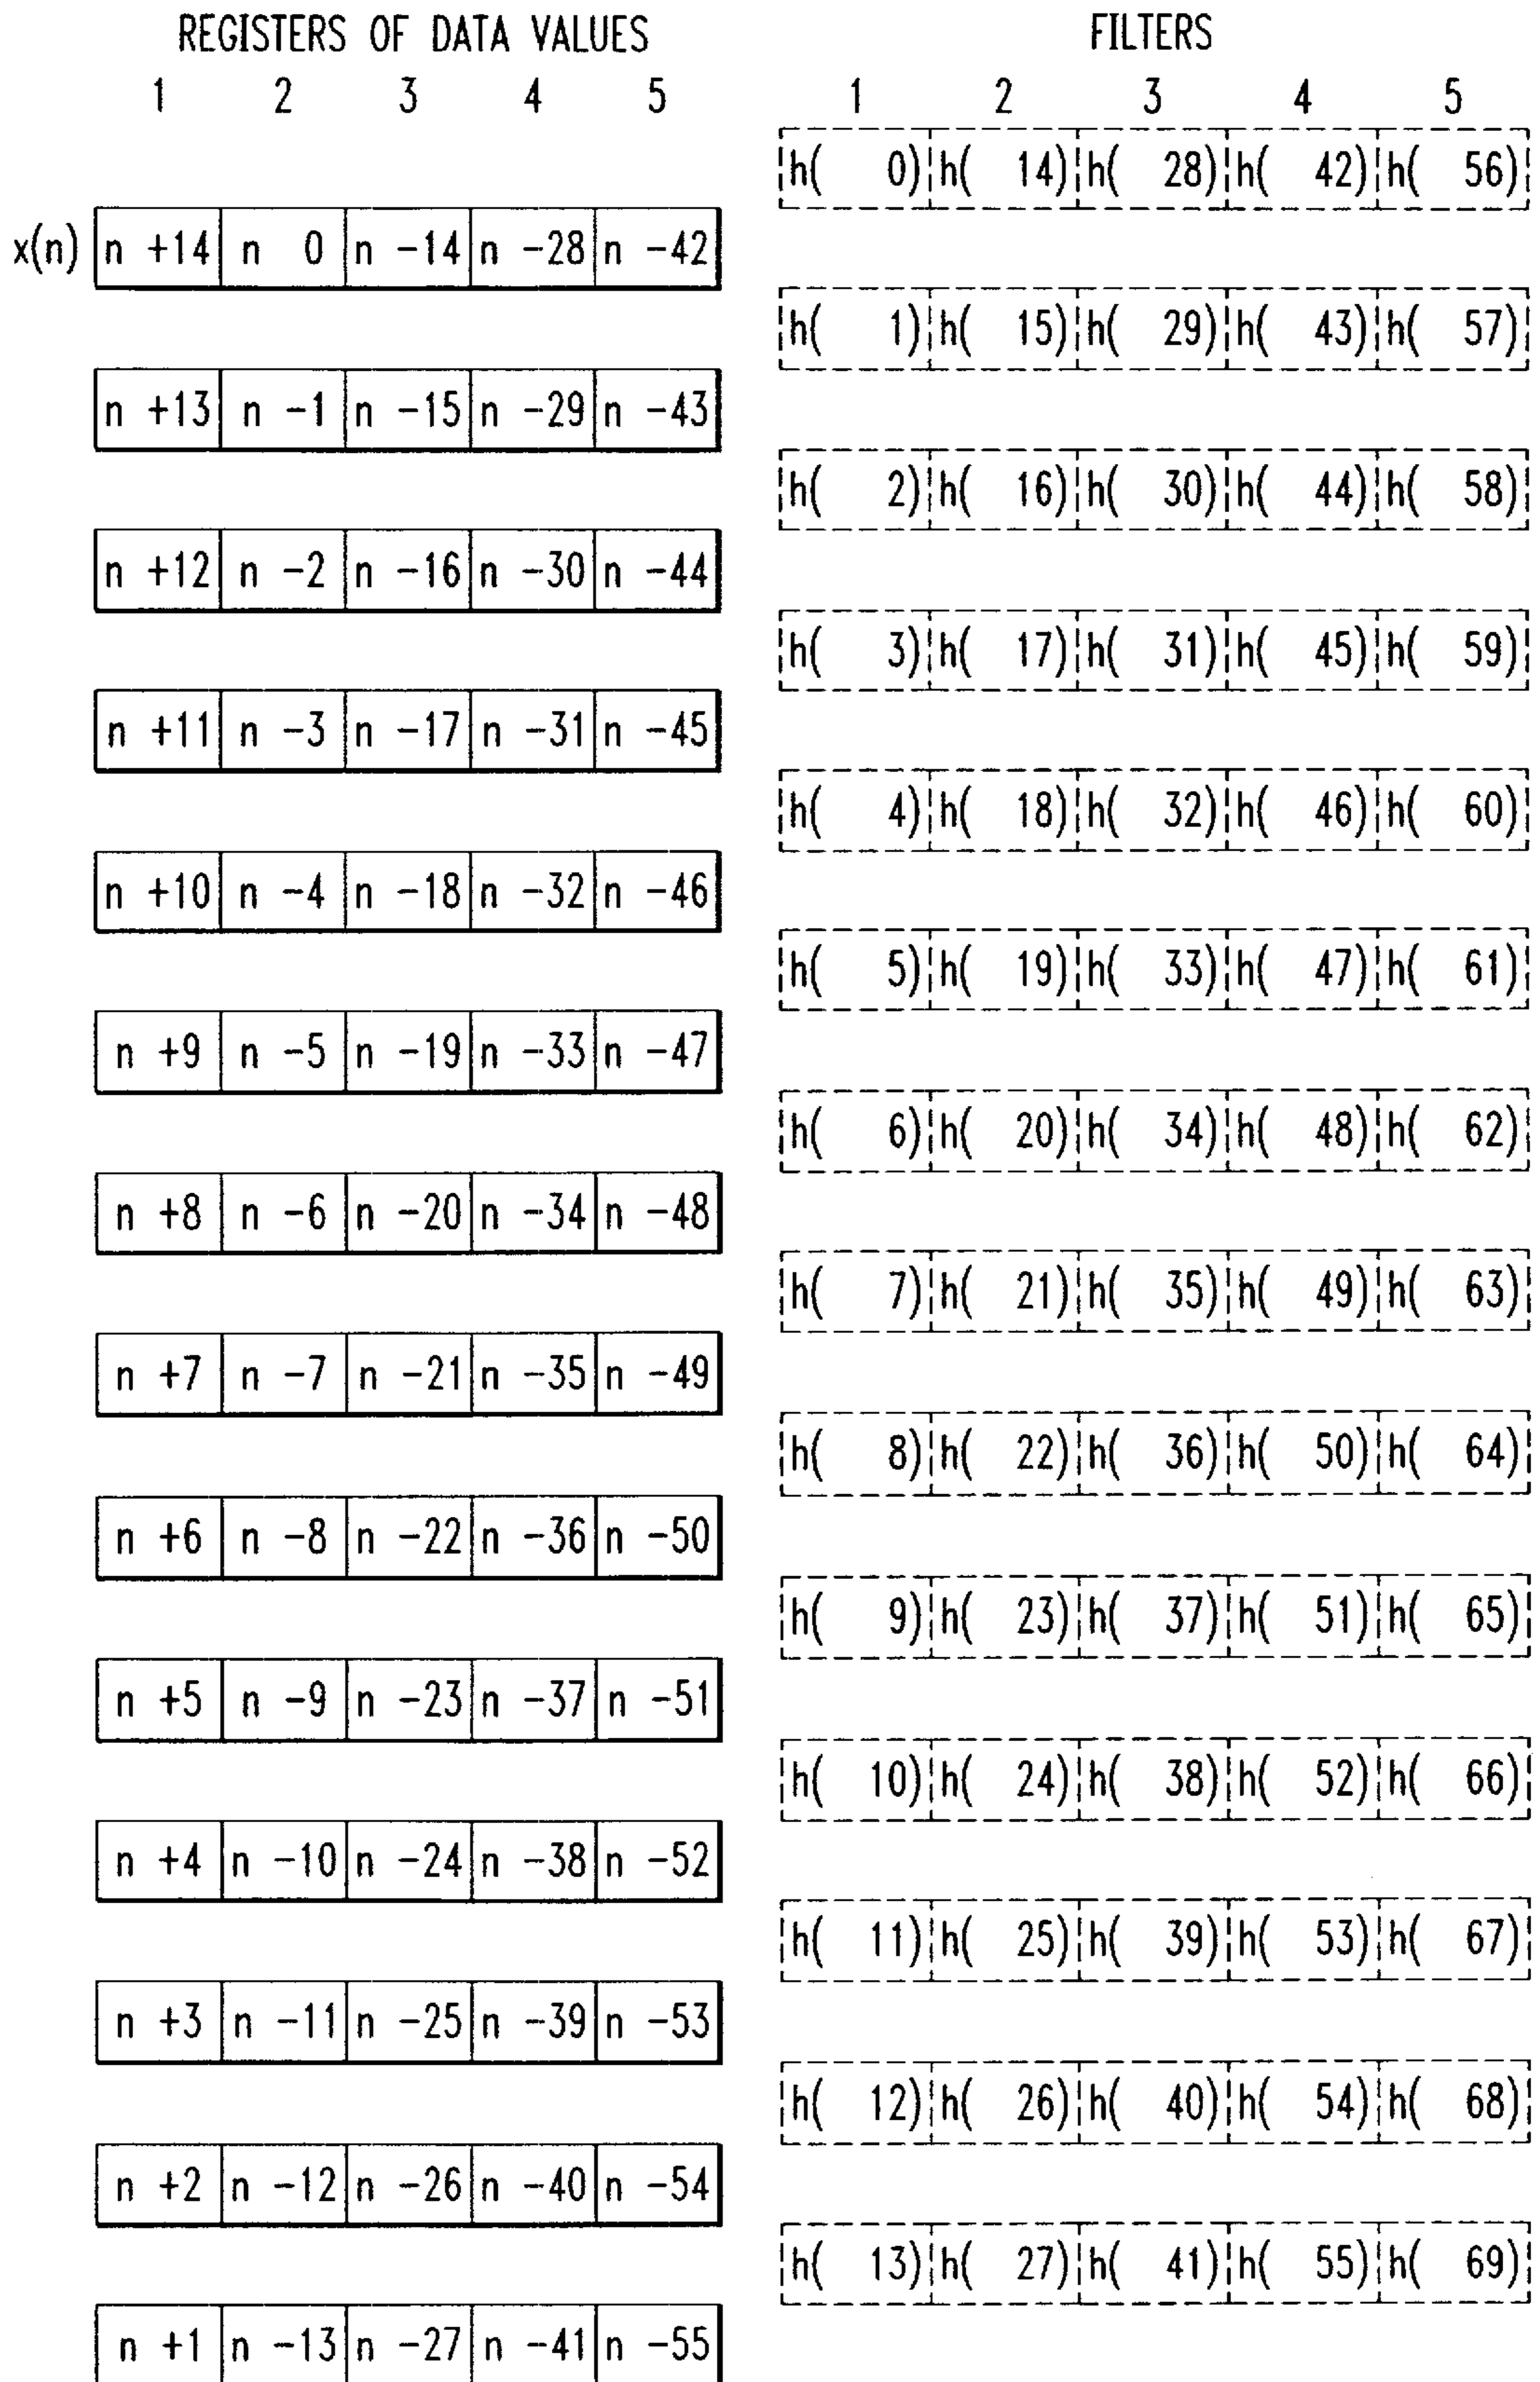 REGISTERS OF DATA VALUES
1 2 3 4 5
x(n) n +14 n 0 n -14 n -28 n -42
n +13 n -1 n -15 n -29 n -43
n +12 n -2 n -16 n -30 n -44
n +11 n -3 n -17 n -31 n -45
n +10 n -4 n -18 n -32 n -46
n +9 n -5 n -19 n -33 n -47
n +8 n -6 n -20 n -34 n -48
n +7 n -7 n -21 n -35 n -49
n +6 n -8 n -22 n -36 n -50
n +5 n -9 n -23 n -37 n -51
n +4 n -10 n -24 n -38 n -52
n +3 n -11 n -25 n -39 n -53
n +2 n -12 n -26 n -40 n -54
n +1 n -13 n -27 n -41 n -55
FILTERS
1 2 3 4 5
h( 0) h( 14) h( 28) h( 42) h( 56)
h( 1) h( 15) h( 29) h( 43) h( 57)
h( 2) h( 16) h( 30) h( 44) h( 58)
h( 3) h( 17) h( 31) h( 45) h( 59)
h( 4) h( 18) h( 32) h( 46) h( 60)
h( 5) h( 19) h( 33) h( 47) h( 61)
h( 6) h( 20) h( 34) h( 48) h( 62)
h( 7) h( 21) h( 35) h( 49) h( 63)
h( 8) h( 22) h( 36) h( 50) h( 64)
h( 9) h( 23) h( 37) h( 51) h( 65)
h( 10) h( 24) h( 38) h( 52) h( 66)
h( 11) h( 25) h( 39) h( 53) h( 67)
h( 12) h( 26) h( 40) h( 54) h( 68)
h( 13) h( 27) h( 41) h( 55) h( 69)